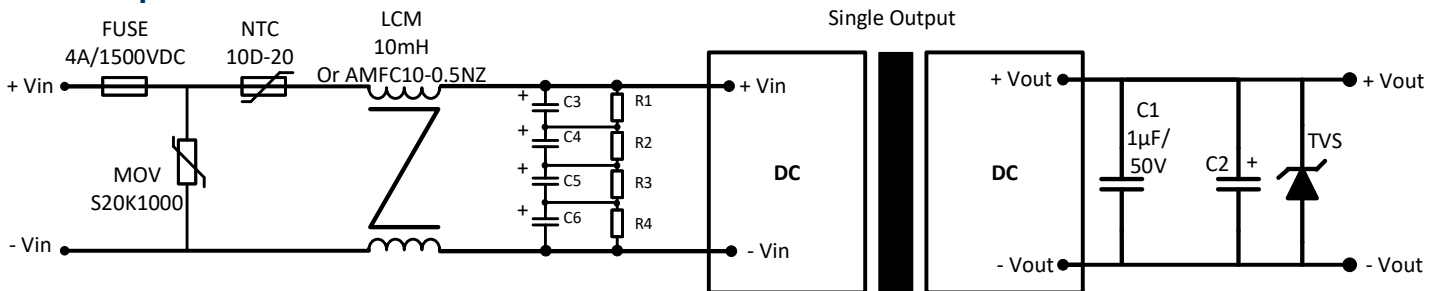 Single Output
FUSE
4A/1500VDC
NTC
10D-20
LCM
10mH
Or AMFC10-0.5NZ
+ Vin
MOV
S20K1000
- Vin
+ C3
+ C4
+ C5
+ C6
R1
R2
R3
R4
+ Vin
- Vin
DC
DC
+ Vout
- Vout
C1
1µF/
50V
C2 +
TVS
+ Vout
- Vout